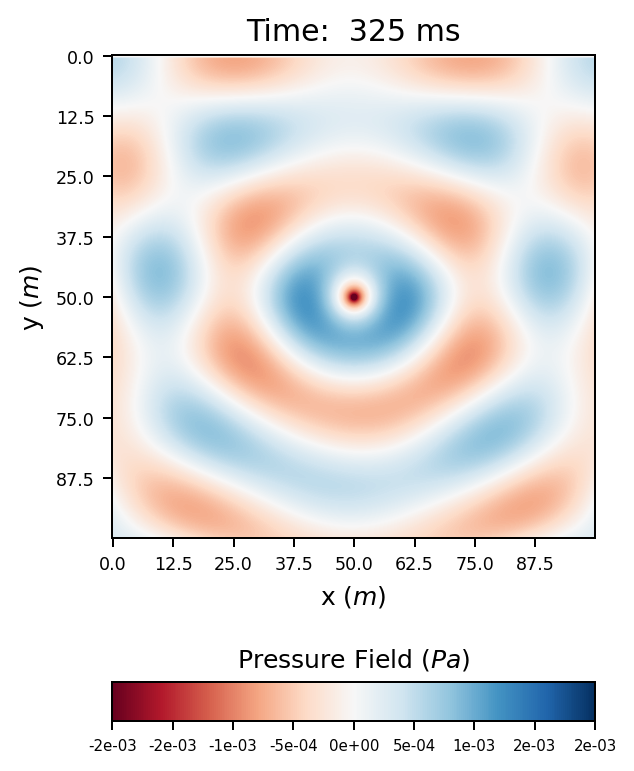 Time:  325 ms
0.0
12.5
25.0
37.5
50.0
62.5
75.0
87.5
y (m)
0.0 12.5 25.0 37.5 50.0 62.5 75.0 87.5
x (m)
Pressure Field (Pa)
-2e-03 -2e-03 -1e-03 -5e-04 0e+00 5e-04 1e-03 2e-03 2e-03